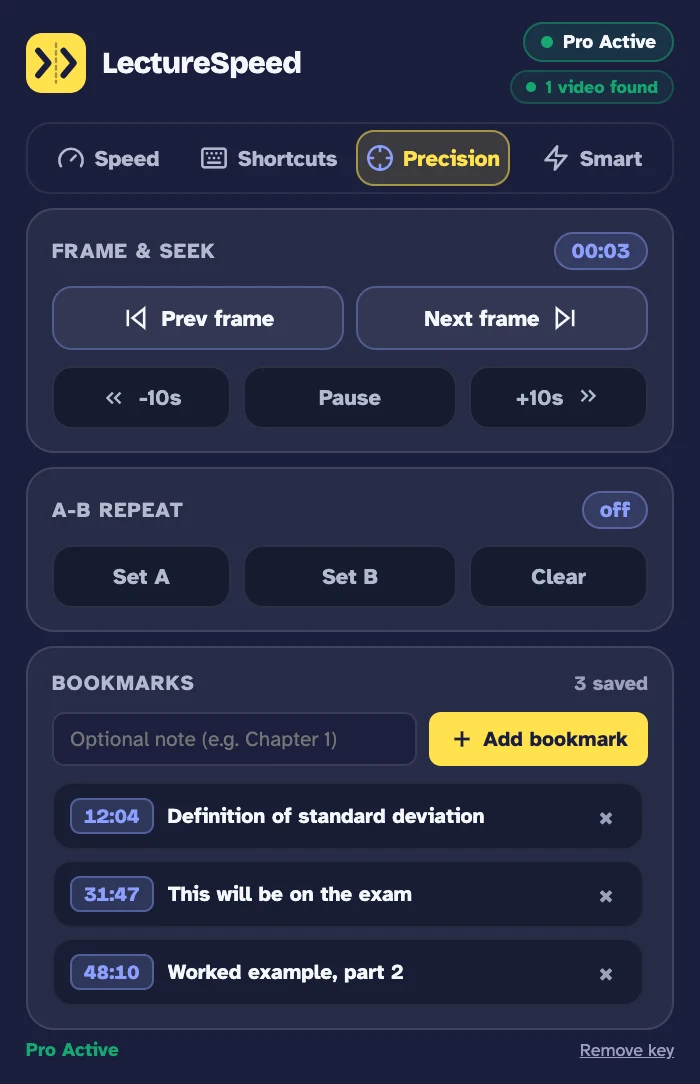 LectureSpeed
Pro Active
1 video found
Speed Shortcuts Precision Smart
FRAME & SEEK 00:03
Prev frame Next frame
« -10s Pause +10s »
A-B REPEAT off
Set A Set B Clear
BOOKMARKS 3 saved
Optional note (e.g. Chapter 1) + Add bookmark
12:04 Definition of standard deviation ×
31:47 This will be on the exam ×
48:10 Worked example, part 2 ×
Pro Active Remove key